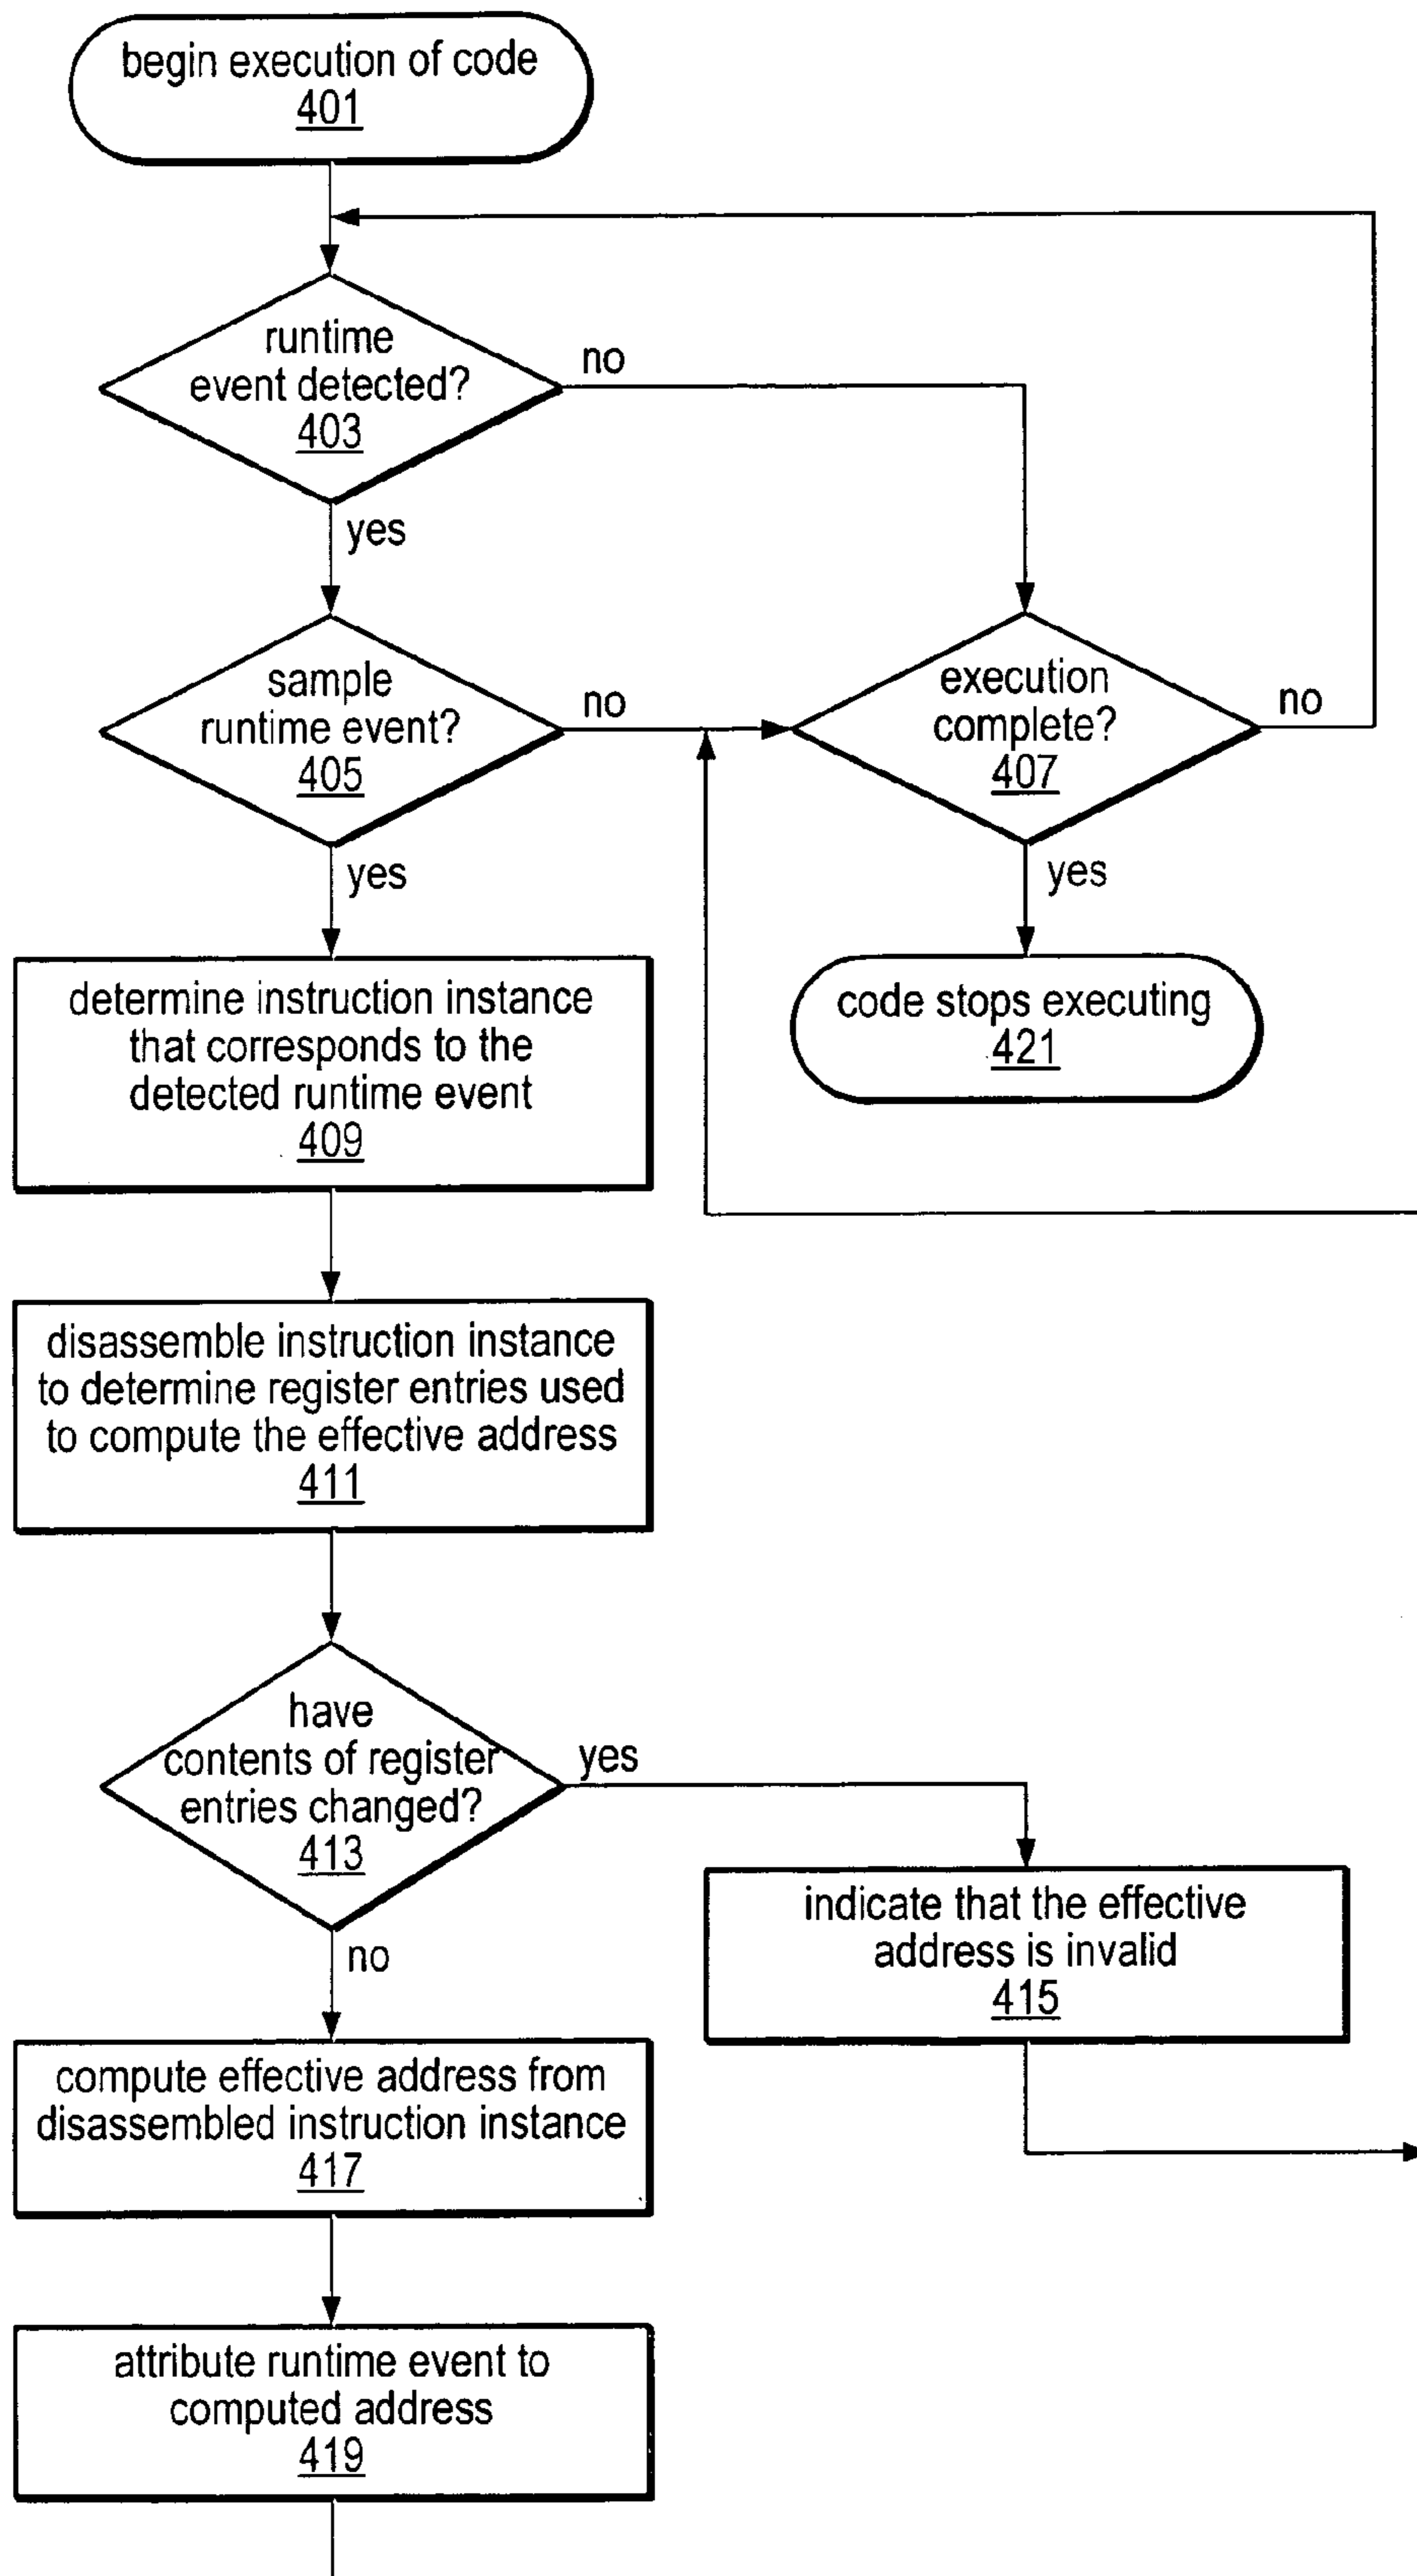 begin execution of code
401
runtime
event detected?
403
no
yes
sample
runtime event?
405
no
yes
execution
complete?
407
no
yes
code stops executing
421
determine instruction instance
that corresponds to the
detected runtime event
409
disassemble instruction instance
to determine register entries used
to compute the effective address
411
have
contents of register
entries changed?
413
yes
no
indicate that the effective
address is invalid
415
compute effective address from
disassembled instruction instance
417
attribute runtime event to
computed address
419